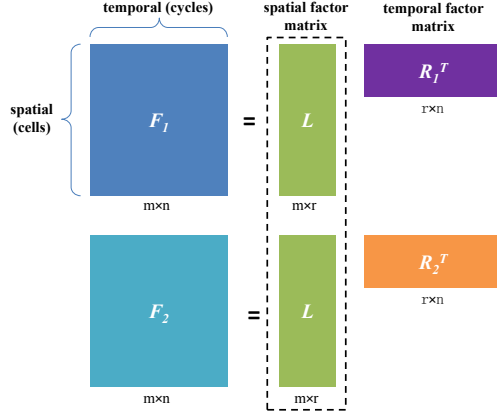 temporal (cycles)
spatial factor
matrix
temporal factor
matrix
spatial
(cells)
F₁
=
L
R₁ᵀ
r×n
m×n
m×r
F₂
=
L
R₂ᵀ
r×n
m×n
m×r